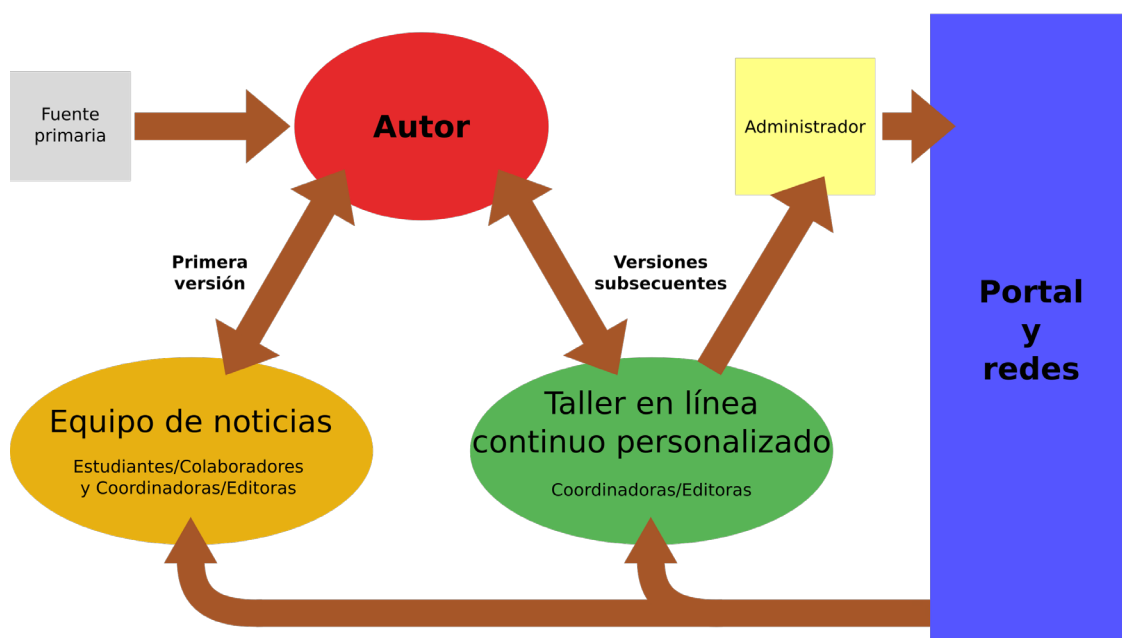 Fuente
primaria
Autor
Administrador
Primera
versión
Versiones
subsecuentes
Portal
y
redes
Equipo de noticias
Estudiantes/Colaboradores
y Coordinadoras/Editoras
Taller en línea
continuo personalizado
Coordinadoras/Editoras